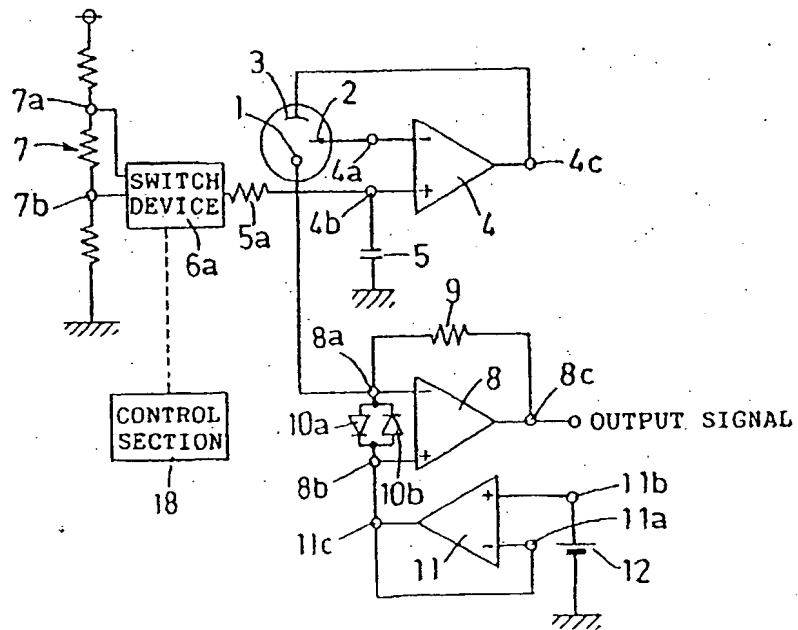 3
2
1
7a
7
7b
SWITCH
DEVICE
6a
5a
4a
4b
4
4c
5
9
8a
8
8c
OUTPUT SIGNAL
10a
8b
10b
CONTROL
SECTION
18
11c
11
11b
11a
12
− 
+
−
+
+
−